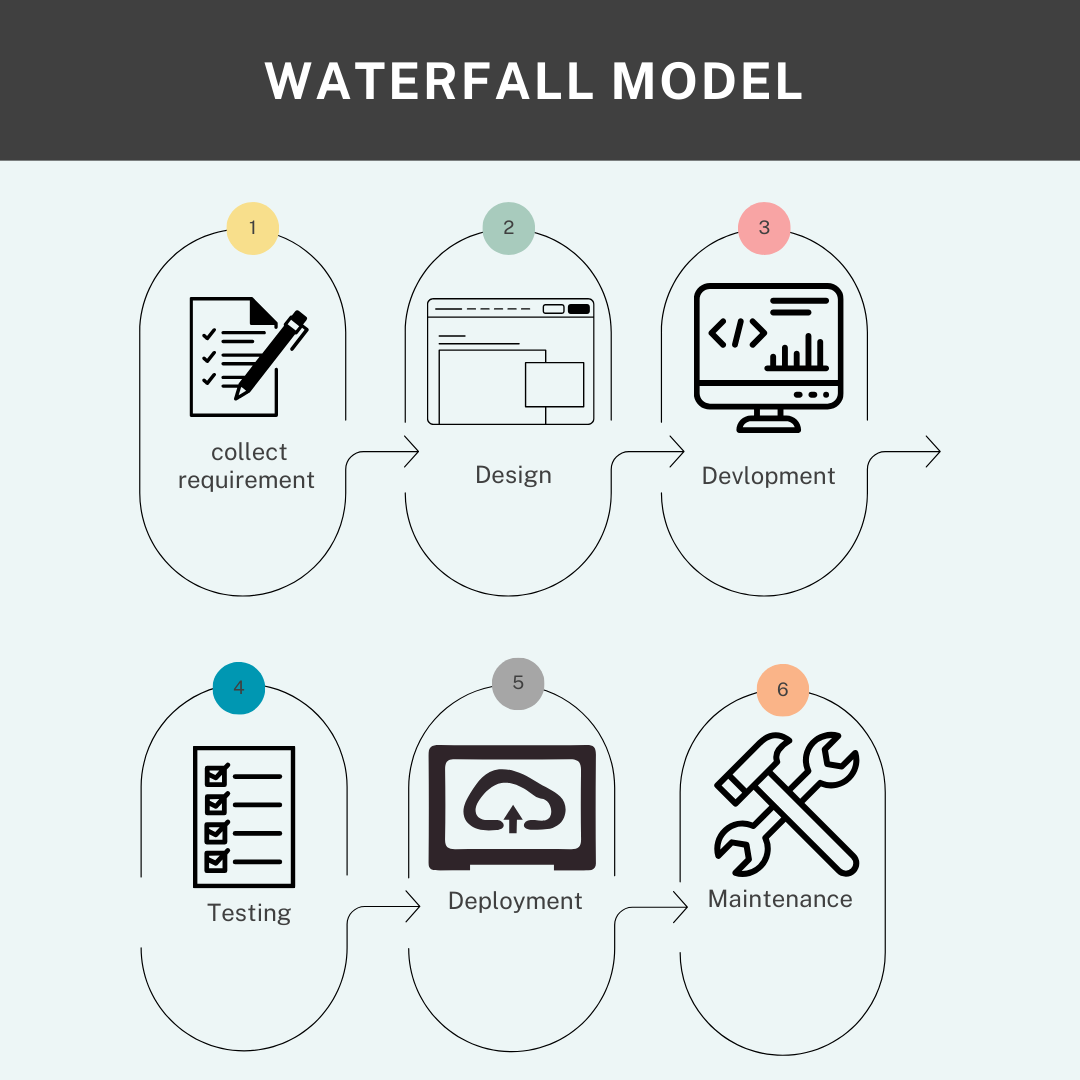 WATERFALL MODEL
1
2
3
collect
requirement
Design
Devlopment
4
5
6
Testing
Deployment
Maintenance